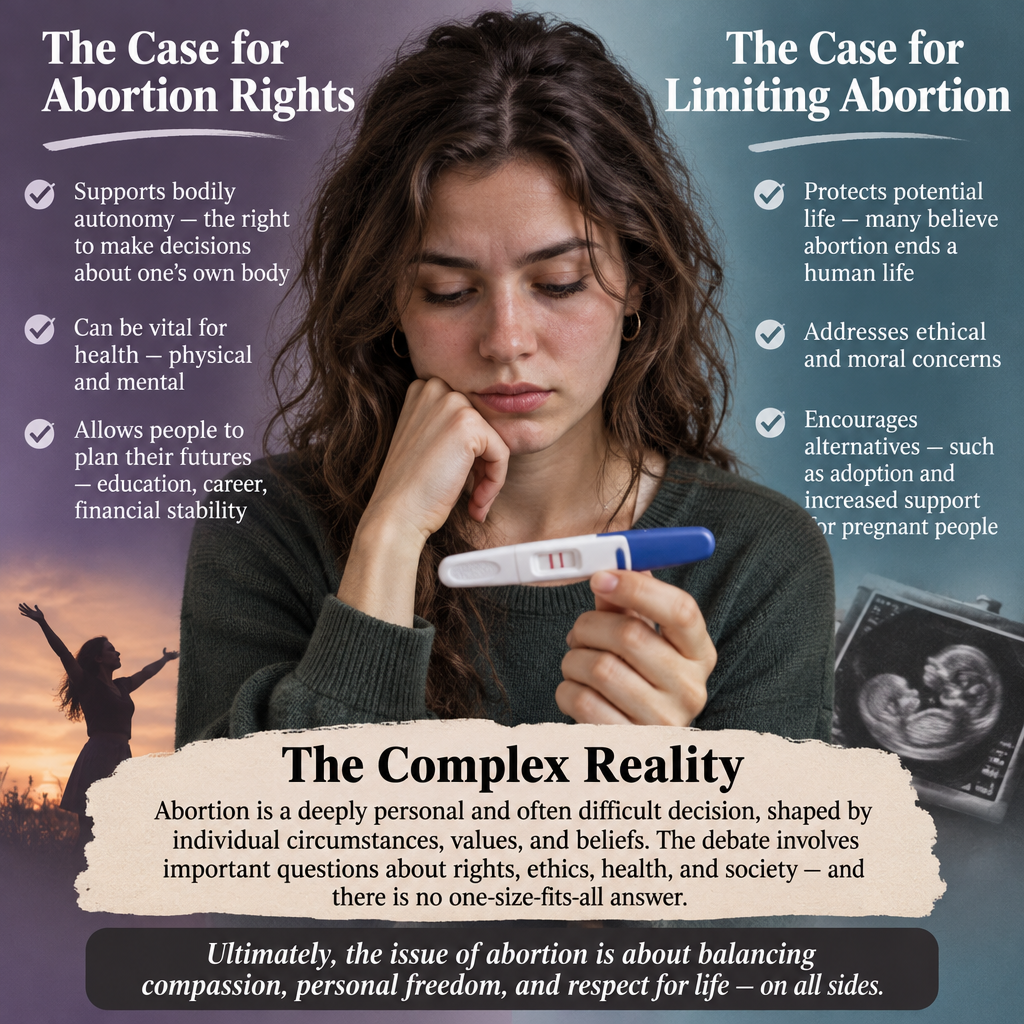 The Case for
Abortion Rights
Supports bodily
autonomy — the right
to make decisions
about one's own body
Can be vital for
health — physical
and mental
Allows people to
plan their futures
— education, career,
financial stability
The Case for
Limiting Abortion
Protects potential
life — many believe
abortion ends a
human life
Addresses ethical
and moral concerns
Encourages
alternatives — such
as adoption and
increased support
for pregnant people
The Complex Reality
Abortion is a deeply personal and often difficult decision, shaped by
individual circumstances, values, and beliefs. The debate involves
important questions about rights, ethics, health, and society — and
there is no one-size-fits-all answer.
Ultimately, the issue of abortion is about balancing
compassion, personal freedom, and respect for life — on all sides.